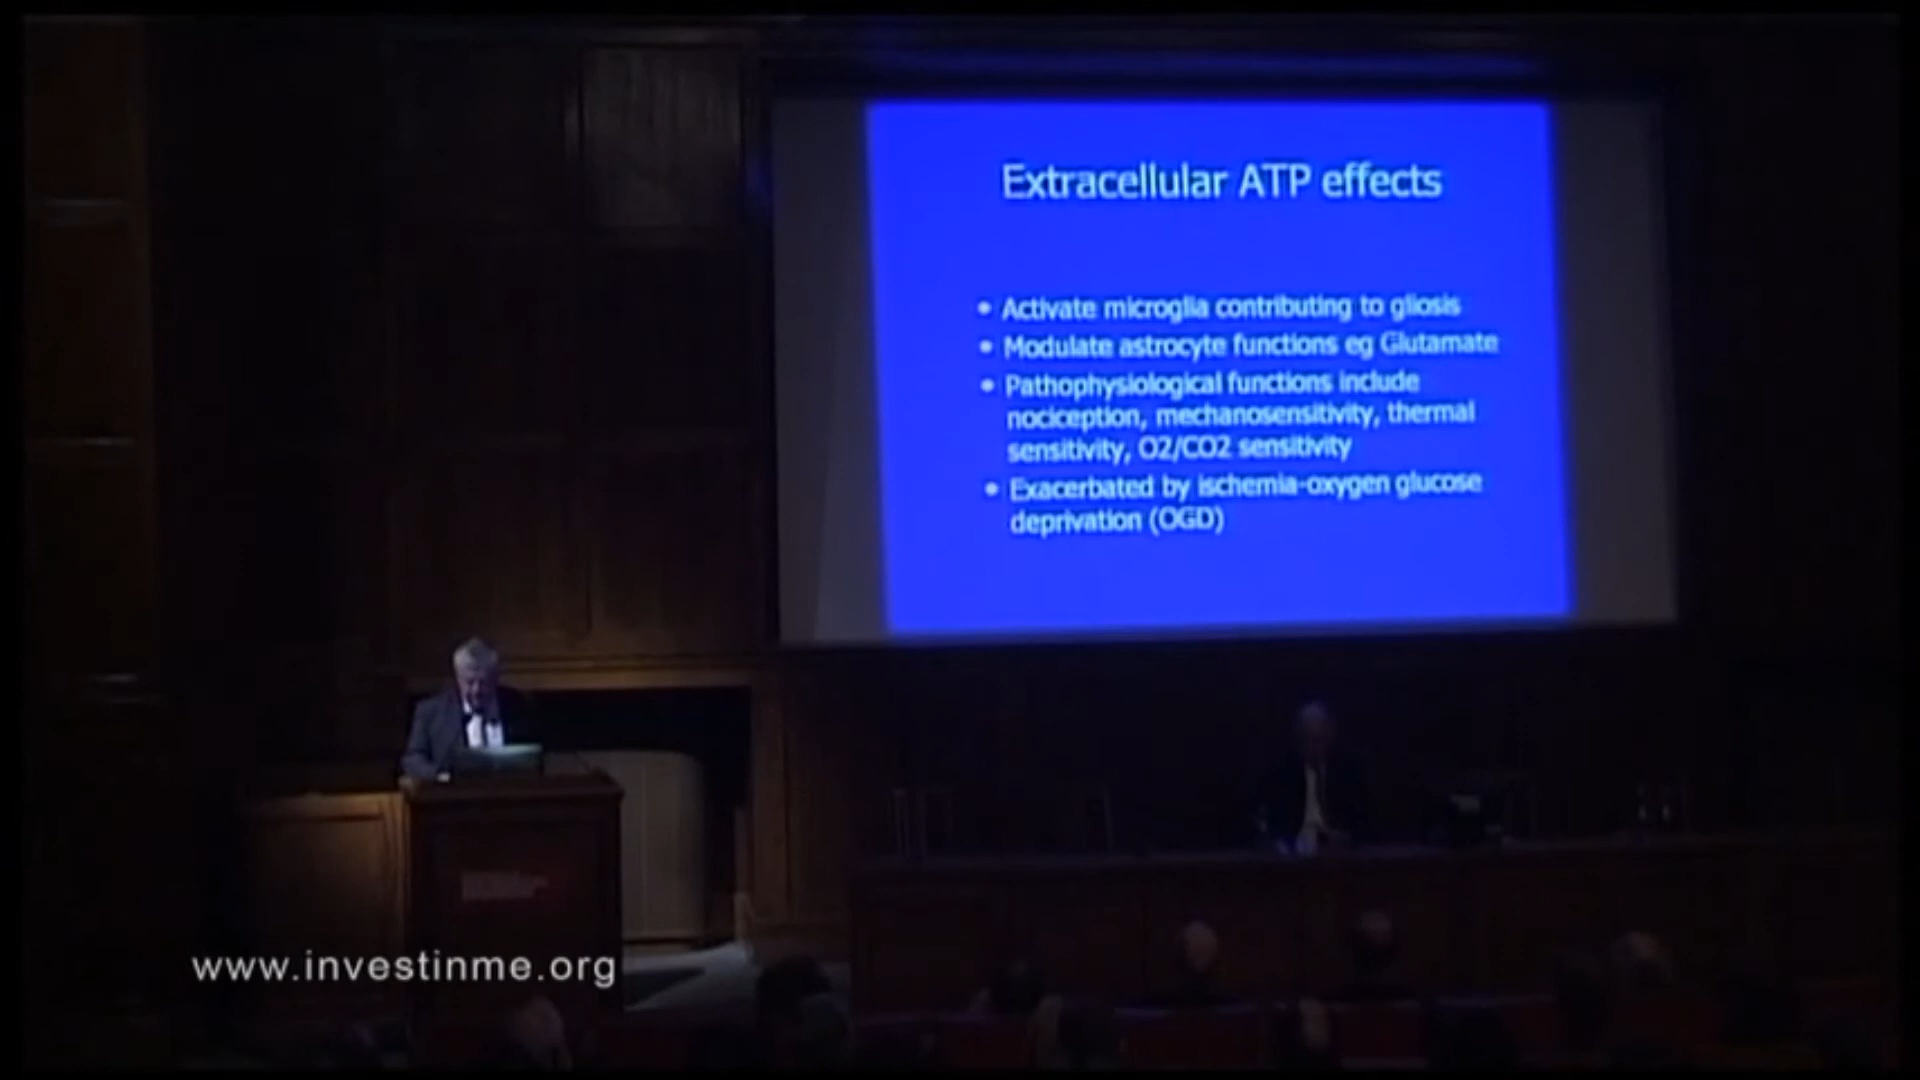 Extracellular ATP effects
• Activate microglia contributing to gliosis
• Modulate astrocyte functions eg Glutamate
• Pathophysiological functions include
nociception, mechanosensitivity, thermal
sensitivity, O2/CO2 sensitivity
• Exacerbated by ischemia-oxygen glucose
deprivation (OGD)
www.investinme.org